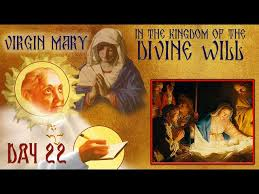 VIRGIN MARY
IN THE KINGDOM OF THE
DIVINE WILL
DAY 22